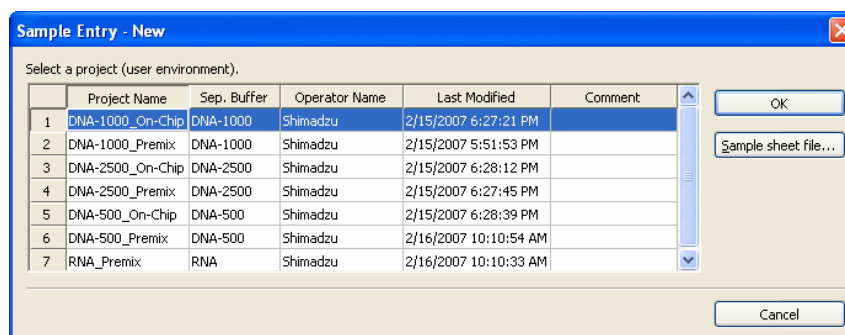 Sample Entry - New
Select a project (user environment).
Project Name Sep. Buffer Operator Name Last Modified Comment
1 DNA-1000_On-Chip DNA-1000 Shimadzu 2/15/2007 6:27:21 PM
2 DNA-1000_Premix DNA-1000 Shimadzu 2/15/2007 5:51:53 PM
3 DNA-2500_On-Chip DNA-2500 Shimadzu 2/15/2007 6:28:12 PM
4 DNA-2500_Premix DNA-2500 Shimadzu 2/15/2007 6:27:45 PM
5 DNA-500_On-Chip DNA-500 Shimadzu 2/15/2007 6:28:39 PM
6 DNA-500_Premix DNA-500 Shimadzu 2/16/2007 10:10:54 AM
7 RNA_Premix RNA Shimadzu 2/16/2007 10:10:33 AM
OK
Sample sheet file...
Cancel